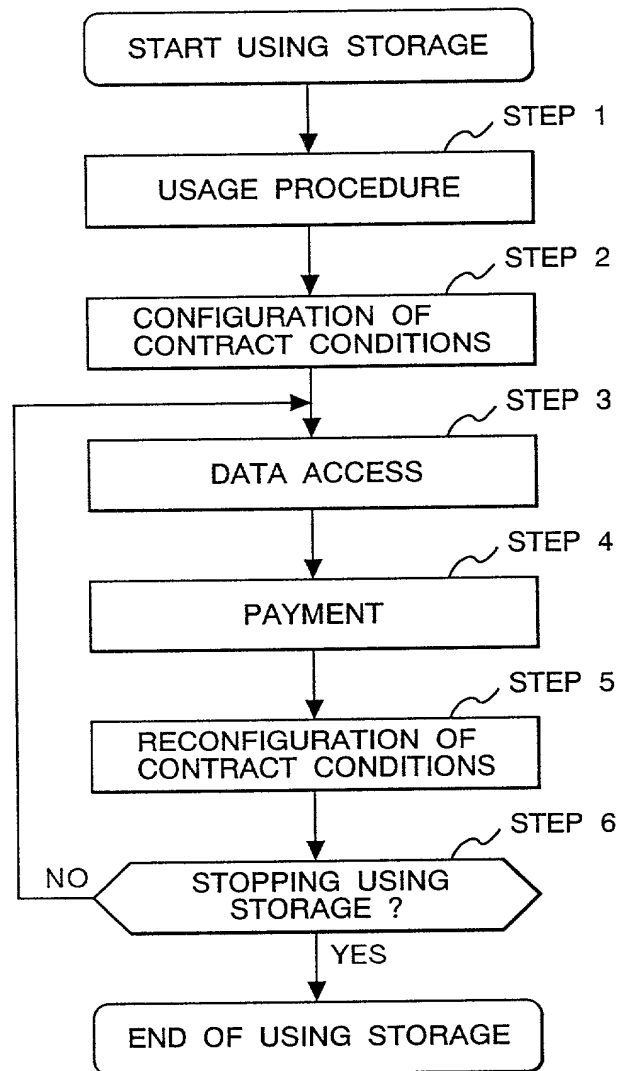 START USING STORAGE
STEP 1
USAGE PROCEDURE
STEP 2
CONFIGURATION OF
CONTRACT CONDITIONS
STEP 3
DATA ACCESS
STEP 4
PAYMENT
STEP 5
RECONFIGURATION OF
CONTRACT CONDITIONS
STEP 6
NO
STOPPING USING
STORAGE ?
YES
END OF USING STORAGE